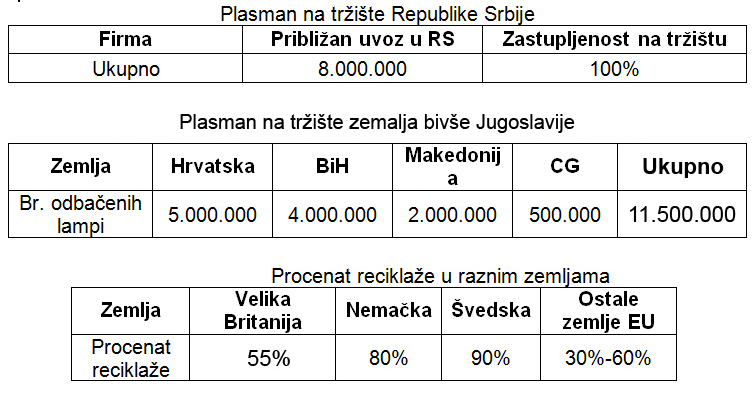 Plasman na tržište Republike Srbije
Firma Približan uvoz u RS Zastupljenost na tržištu
Ukupno 8.000.000 100%
Plasman na tržište zemalja bivše Jugoslavije
Zemlja Hrvatska BiH Makedonij
a CG Ukupno
Br. odbačenih
lampi 5.000.000 4.000.000 2.000.000 500.000 11.500.000
Procenat reciklaže u raznim zemljama
Zemlja Velika
Britanija Nemačka Švedska Ostale
zemlje EU
Procenat
reciklaže 55% 80% 90% 30%-60%